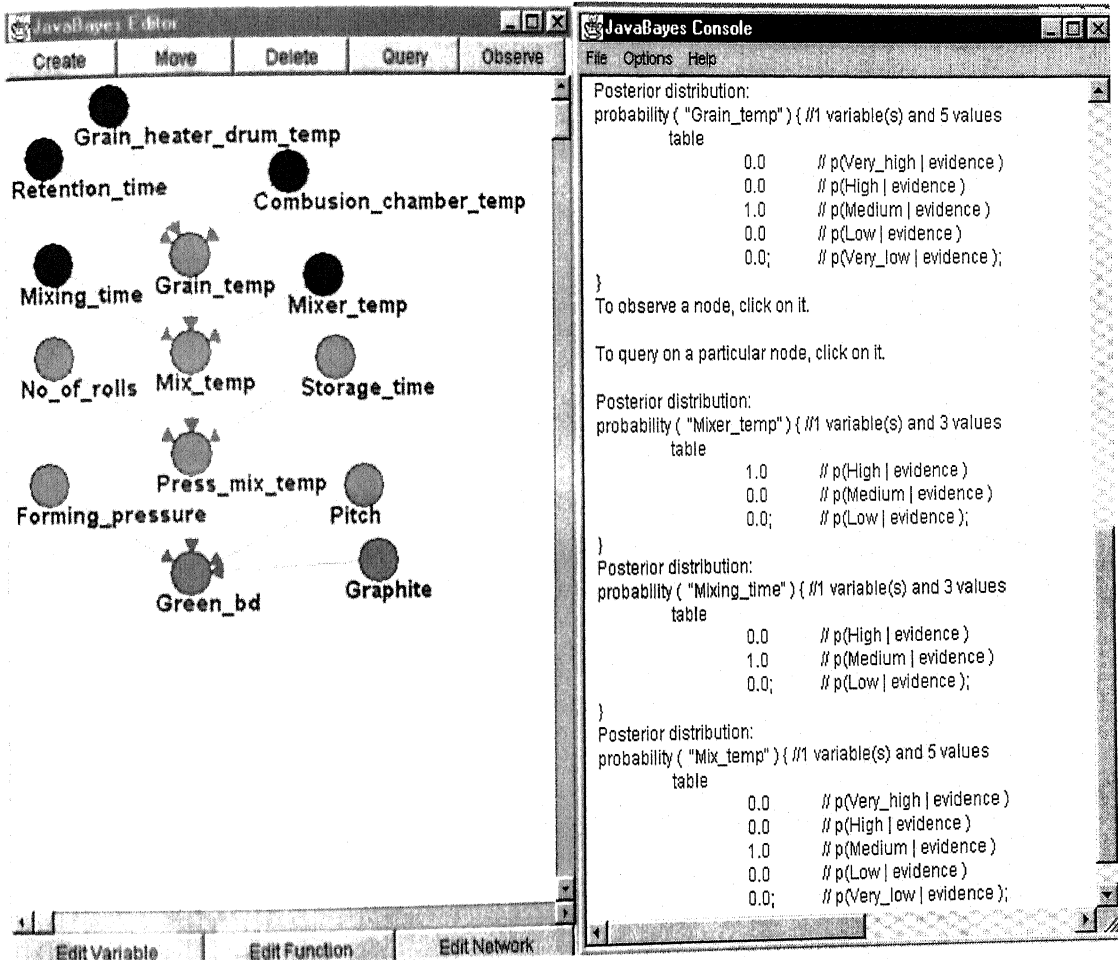 JavaBayes Editor
Create Move Delete Query Observe
Grain_heater_drum_temp
Retention_time
Combusion_chamber_temp
Mixing_time
Grain_temp
Mixer_temp
No_of_rolls
Mix_temp
Storage_time
Press_mix_temp
Forming_pressure
Pitch
Green_bd
Graphite
Edit Variable Edit Function Edit Network
JavaBayes Console
File Options Help
Posterior distribution:
probability ( "Grain_temp" ) { //1 variable(s) and 5 values
table
0.0 // p(Very_high | evidence )
0.0 // p(High | evidence )
1.0 // p(Medium | evidence )
0.0 // p(Low | evidence )
0.0; // p(Very_low | evidence );
}
To observe a node, click on it.
To query on a particular node, click on it.
Posterior distribution:
probability ( "Mixer_temp" ) { //1 variable(s) and 3 values
table
1.0 // p(High | evidence )
0.0 // p(Medium | evidence )
0.0; // p(Low | evidence );
}
Posterior distribution:
probability ( "Mixing_time" ) { //1 variable(s) and 3 values
table
0.0 // p(High | evidence )
1.0 // p(Medium | evidence )
0.0; // p(Low | evidence );
}
Posterior distribution:
probability ( "Mix_temp" ) { //1 variable(s) and 5 values
table
0.0 // p(Very_high | evidence )
0.0 // p(High | evidence )
1.0 // p(Medium | evidence )
0.0 // p(Low | evidence )
0.0; // p(Very_low | evidence );